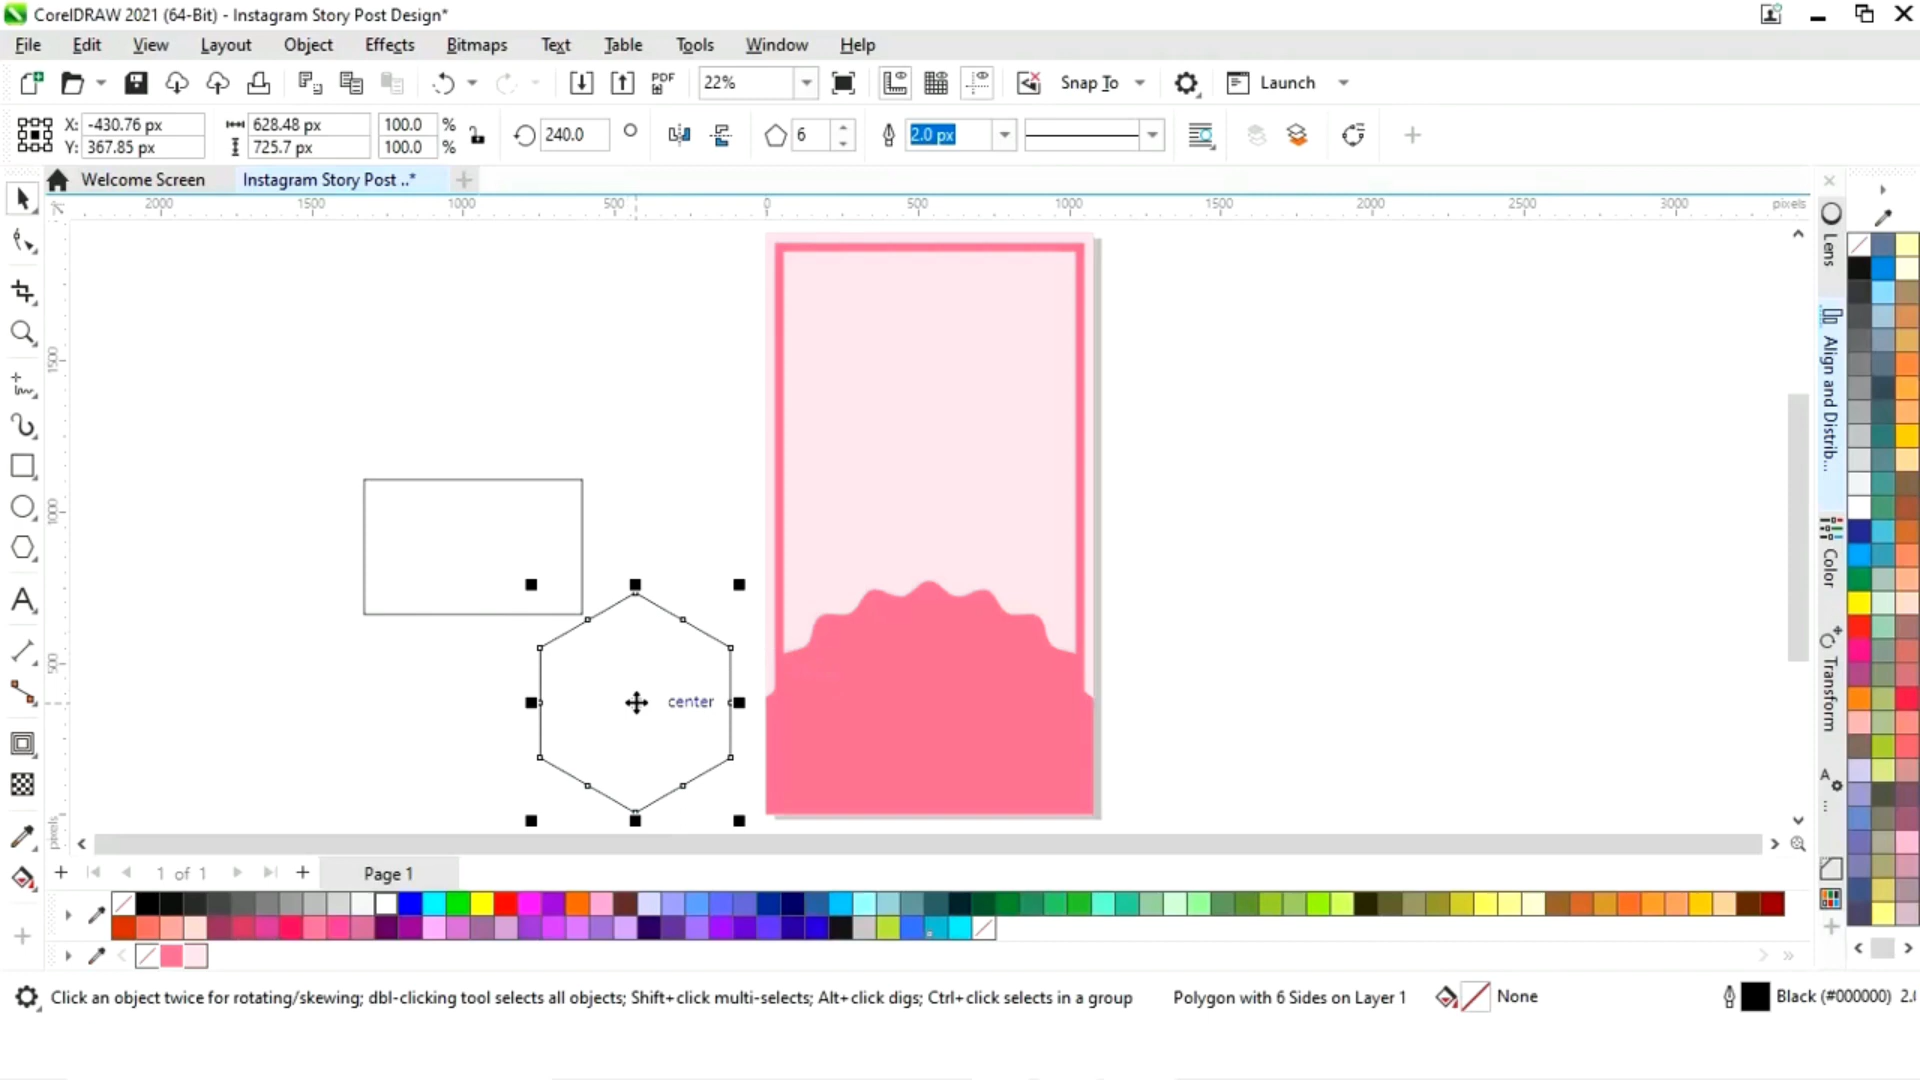 CorelDRAW 2021 (64-Bit) - Instagram Story Post Design*
File Edit View Layout Object Effects Bitmaps Text Table Tools Window Help
PDF 22% Snap To Launch
X: -430.76 px 628.48 px 100.0 %
Y: 367.85 px 725.7 px 100.0 %
240.0 ° 6 2.0 px
Welcome Screen Instagram Story Post ..*
2000 1500 1000 500 0 500 1000 1500 2000 2500 3000 pixels
1500
1000
500
pixels
center
Lens
Align and Distrib...
Color
Transform
A
...
1 of 1 Page 1
Click an object twice for rotating/skewing; dbl-clicking tool selects all objects; Shift+click multi-selects; Alt+click digs; Ctrl+click selects in a group Polygon with 6 Sides on Layer 1 None Black (#000000)